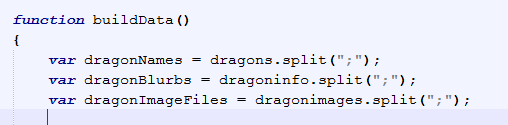 function buildData()
{
var dragonNames = dragons.split(";");
var dragonBlurbs = dragoninfo.split(";");
var dragonImageFiles = dragonimages.split(";");